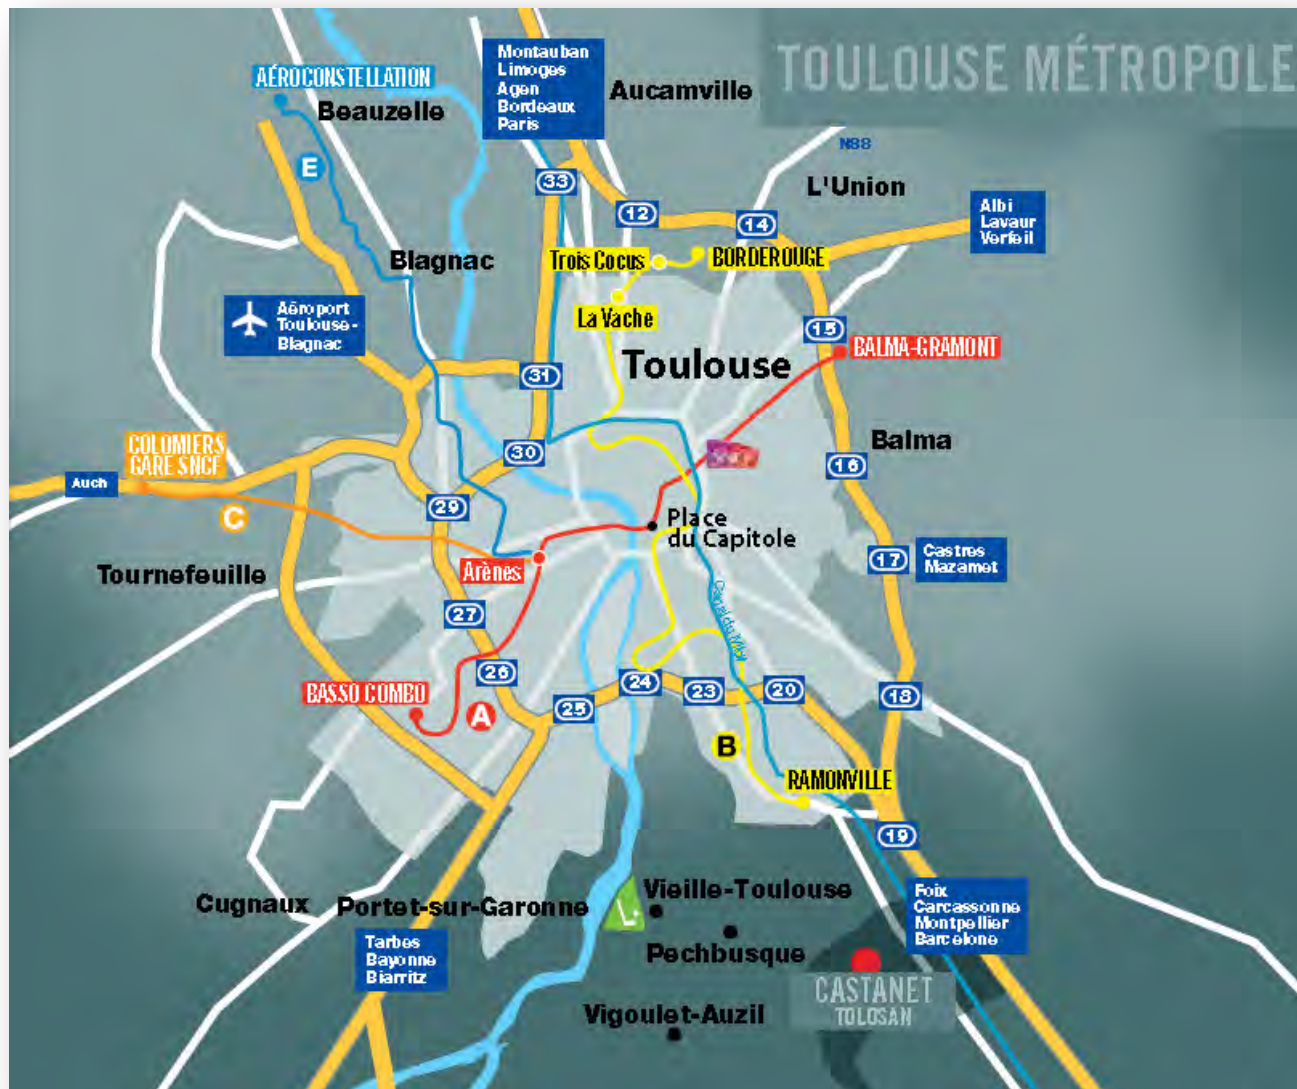 TOULOUSE MÉTROPOLE
Montauban
Limoges
Agen
Bordeaux
Paris
Aucamville
AÉROCONSTELLATION
Beauzelle
N88
L'Union
E
33
12
14
Albi
Lavaur
Verfeil
Blagnac
Trois Cocus
BORDEROUGE
La Vache
Aéroport
Toulouse-
Blagnac
15
BALMA-GRAMONT
Toulouse
31
COLOMIERS
GARE SNCF
30
Balma
16
Auch
29
C
Place
du Capitole
17
Castres
Mazamet
Arènes
Tournefeuille
27
Canal du Midi
26
24
23
20
18
BASSO COMBO
25
A
B
RAMONVILLE
19
Cugnaux
Portet-sur-Garonne
Vieille-Toulouse
Foix
Carcassonne
Montpellier
Barcelone
Pechbusque
Tarbes
Bayonne
Biarritz
CASTANET
TOLOSAN
Vigoulet-Auzil